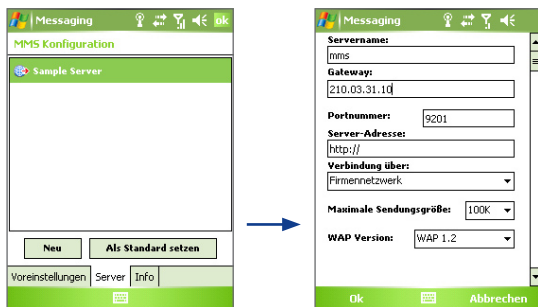 Messaging
ok
MMS Konfiguration
Sample Server
Neu
Als Standard setzen
Voreinstellungen
Server
Info
Messaging
Servername:
mms
Gateway:
210.03.31.10
Portnummer:
9201
Server-Adresse:
http://
Verbindung über:
Firmennetzwerk
Maximale Sendungsgröße:
100K
WAP Version:
WAP 1.2
Ok
Abbrechen